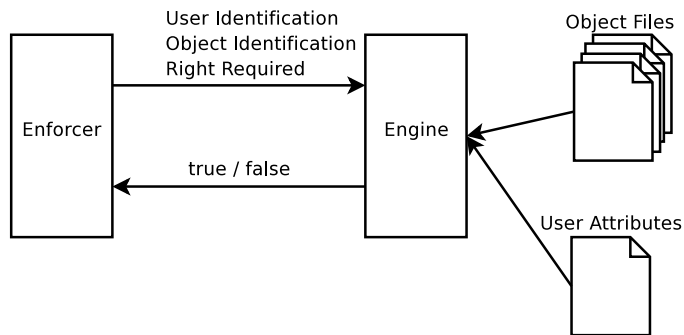 User Identification
Object Identification
Right Required
Object Files
Enforcer
Engine
true / false
User Attributes